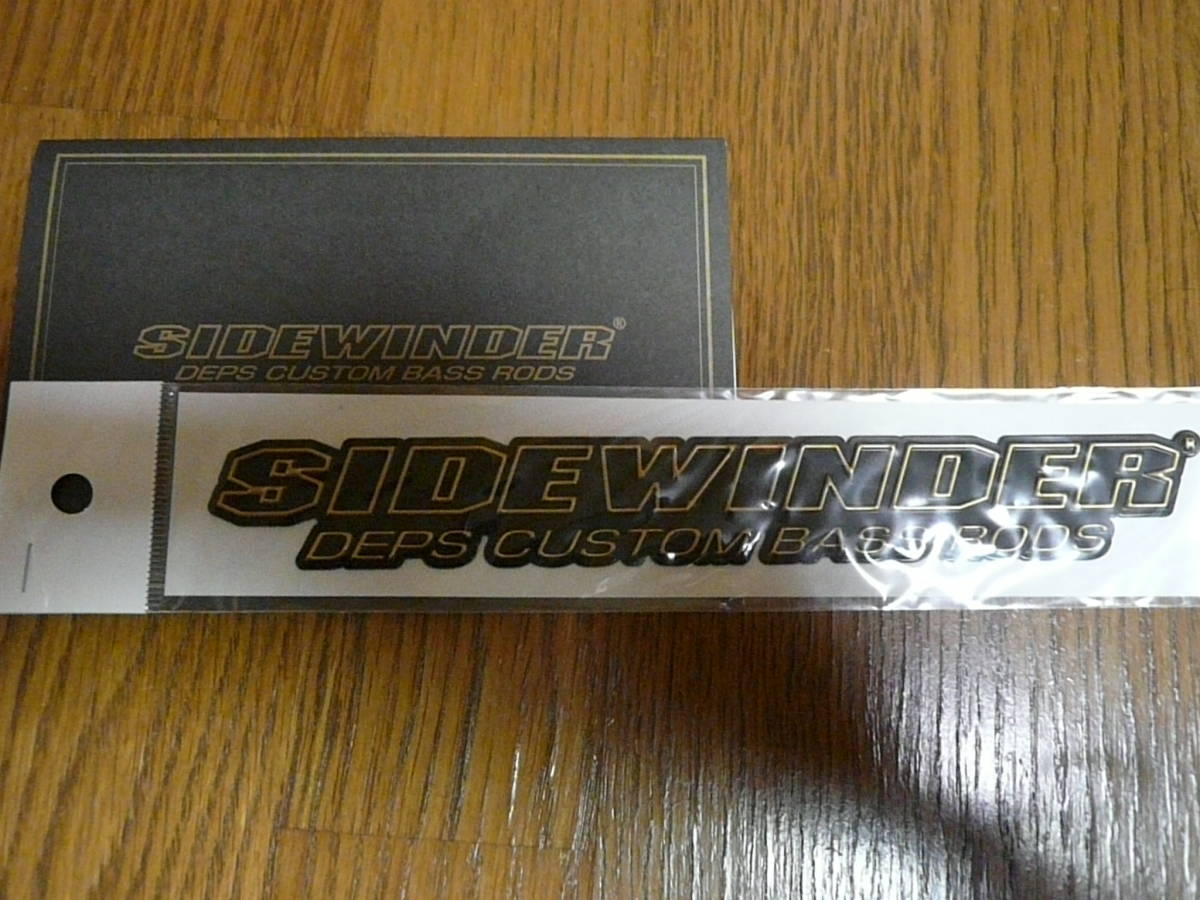 SIDEWINDER®
DEPS CUSTOM BASS RODS
SIDEWINDER®
DEPS CUSTOM BASS RODS